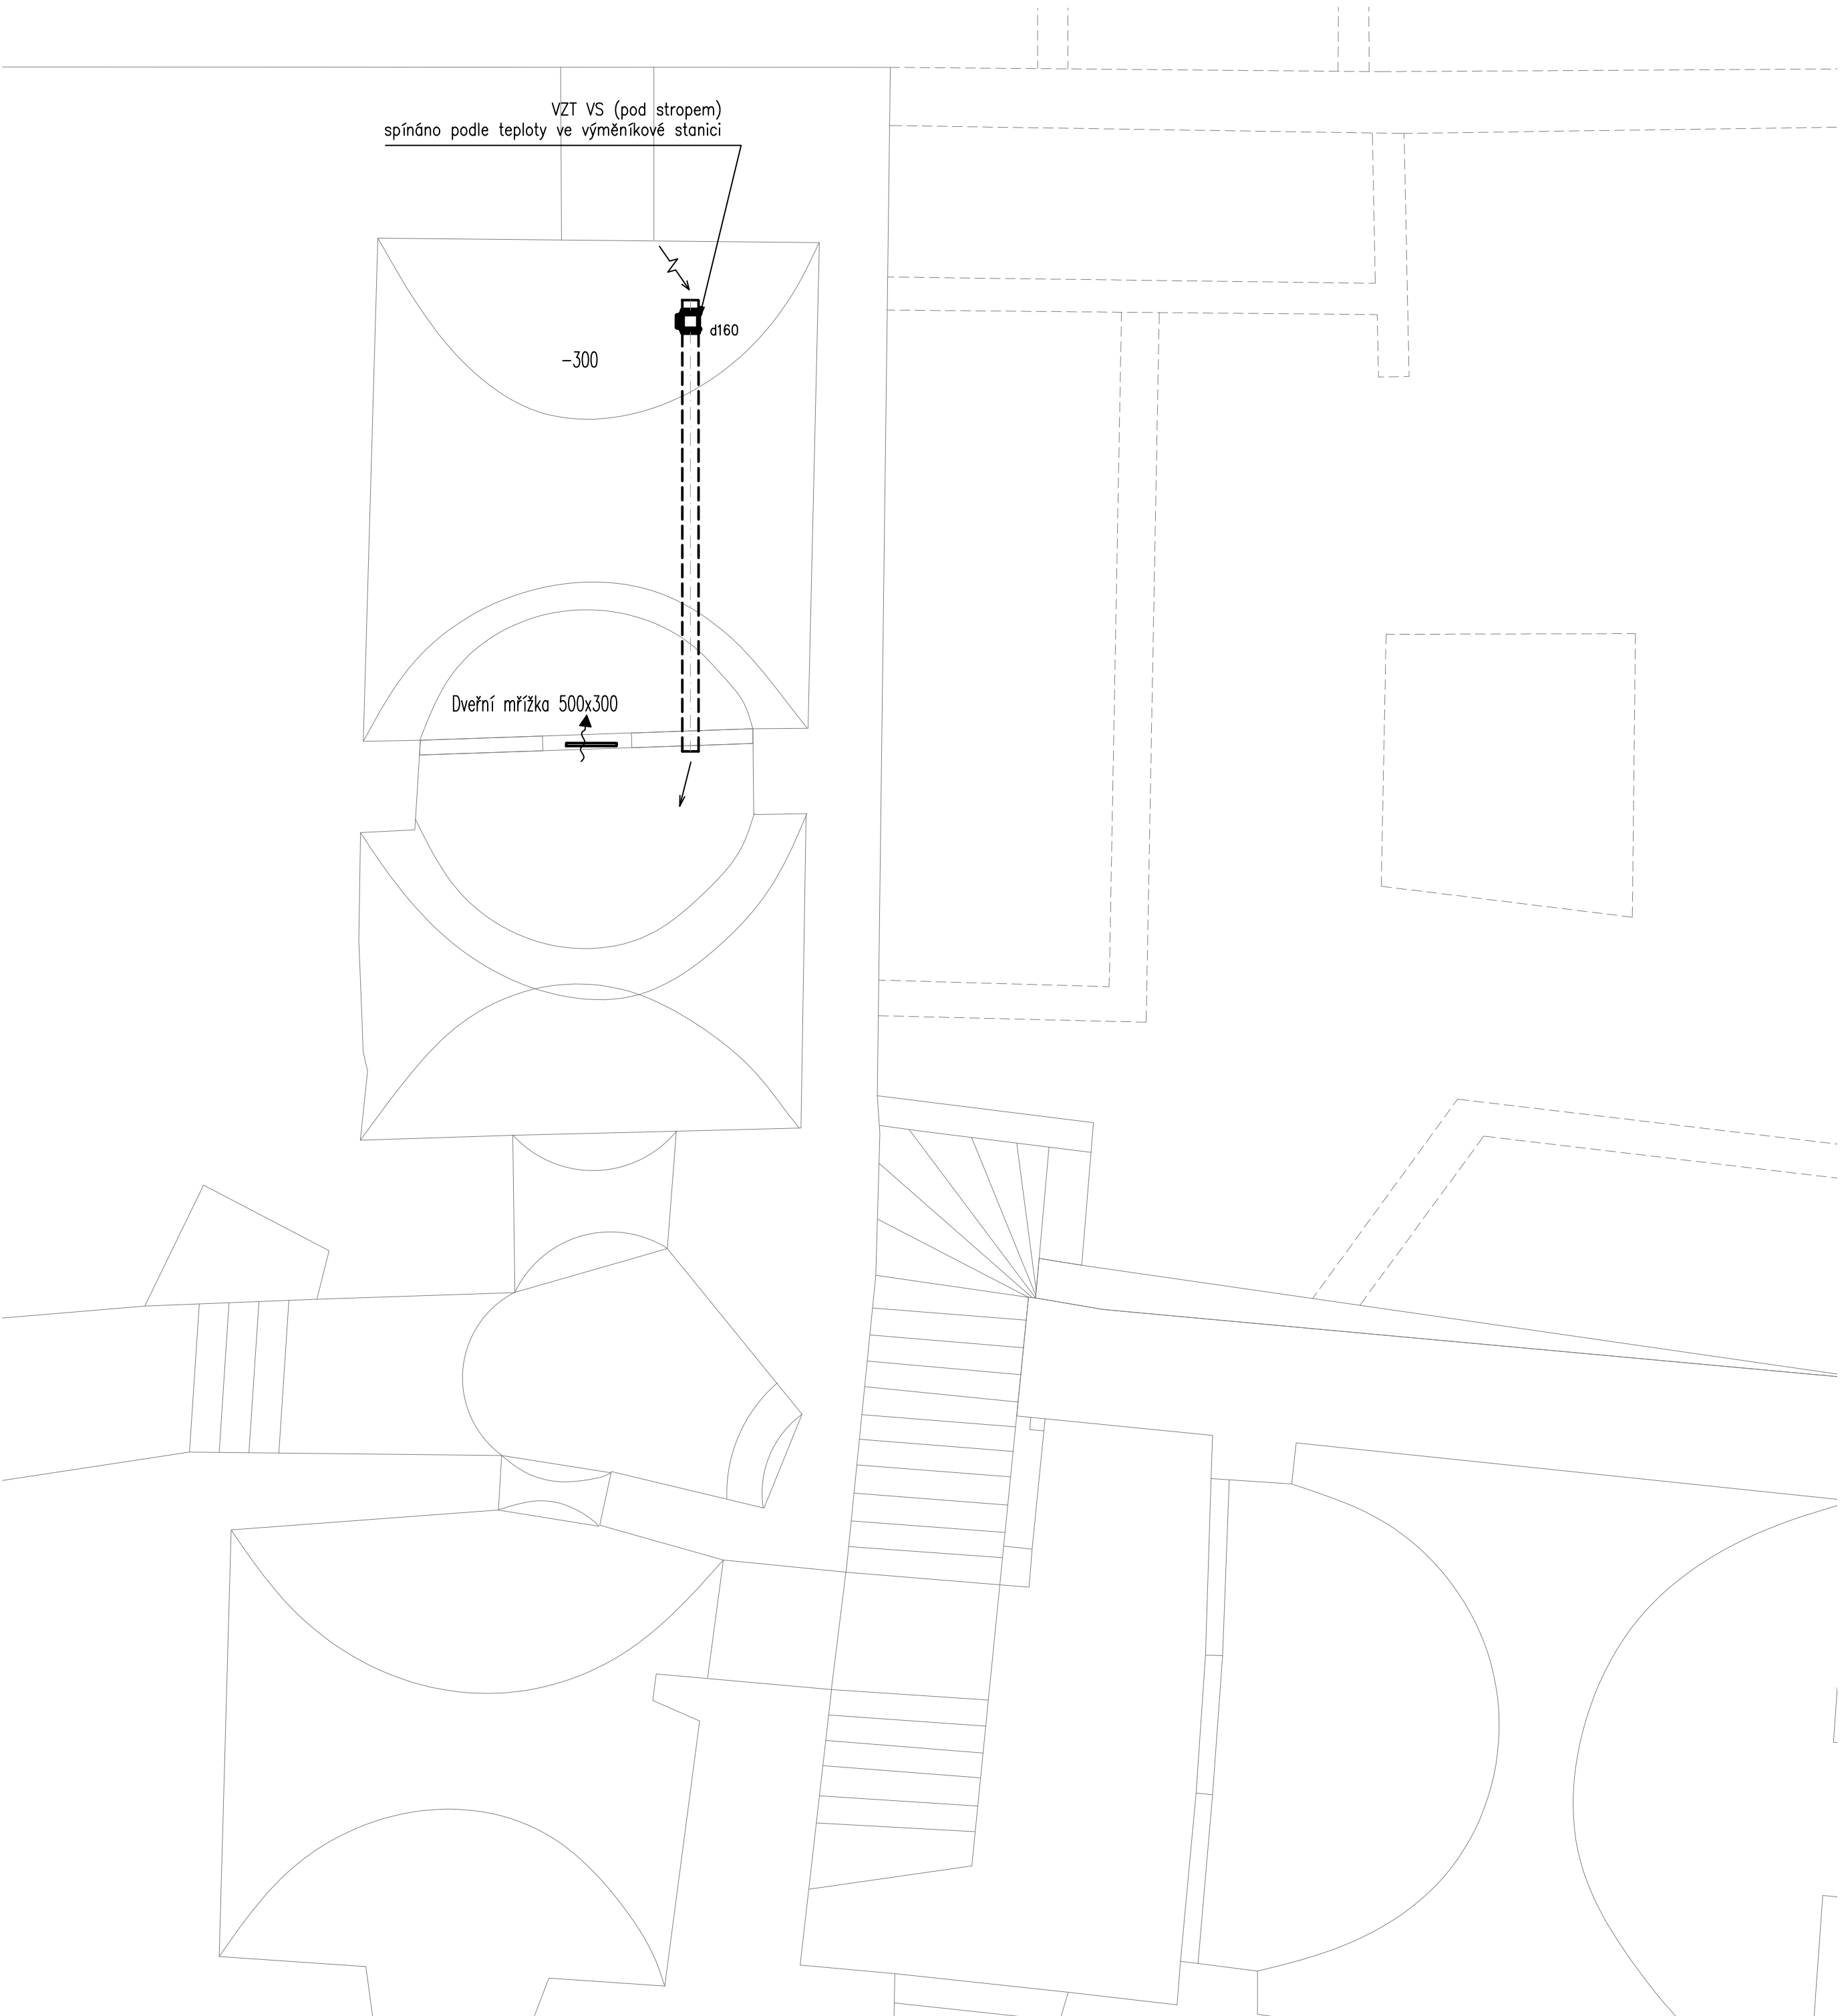 VZT VS (pod stropem)
spínáno podle teploty ve výměníkové stanici
d160
-300
Dveřní mřížka 500x300